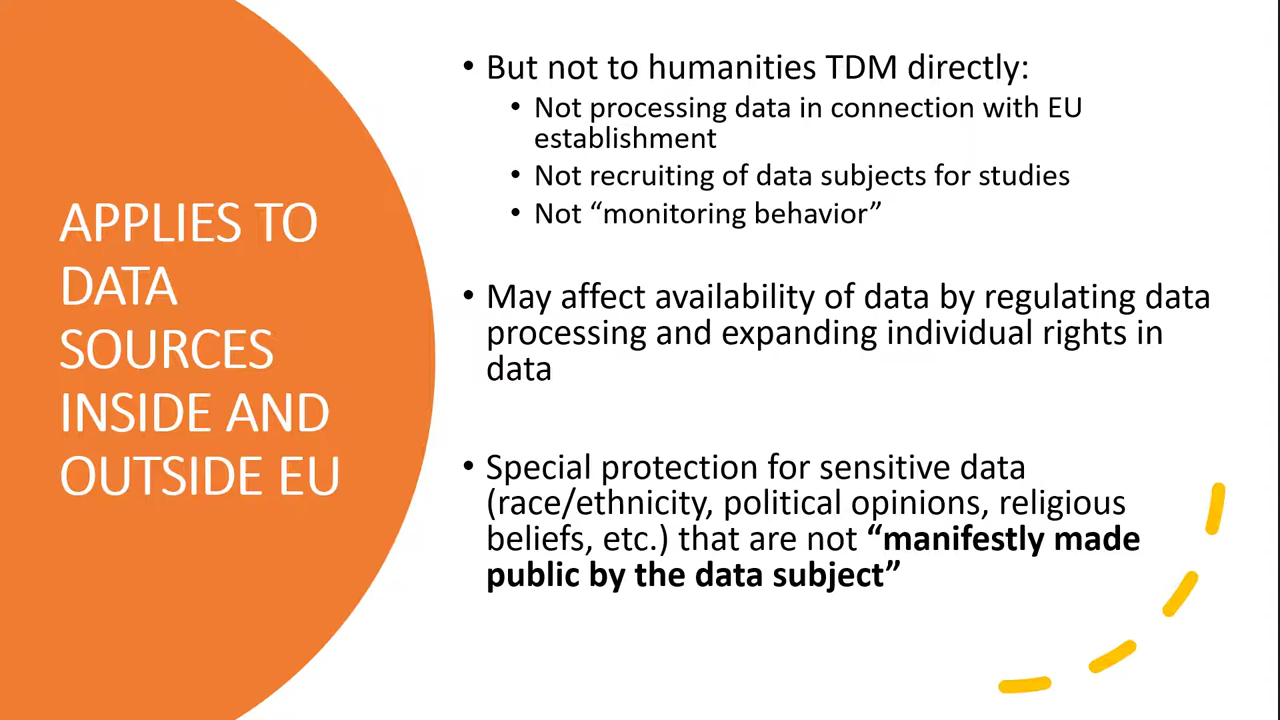 APPLIES TO
DATA
SOURCES
INSIDE AND
OUTSIDE EU
• But not to humanities TDM directly:
• Not processing data in connection with EU
establishment
• Not recruiting of data subjects for studies
• Not “monitoring behavior”
• May affect availability of data by regulating data
processing and expanding individual rights in
data
• Special protection for sensitive data
(race/ethnicity, political opinions, religious
beliefs, etc.) that are not “manifestly made
public by the data subject”